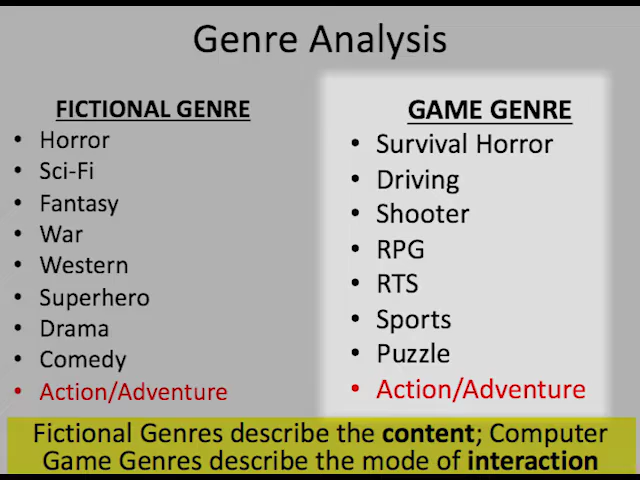 Genre Analysis
FICTIONAL GENRE
• Horror
• Sci-Fi
• Fantasy
• War
• Western
• Superhero
• Drama
• Comedy
• Action/Adventure
GAME GENRE
• Survival Horror
• Driving
• Shooter
• RPG
• RTS
• Sports
• Puzzle
• Action/Adventure
Fictional Genres describe the content; Computer
Game Genres describe the mode of interaction